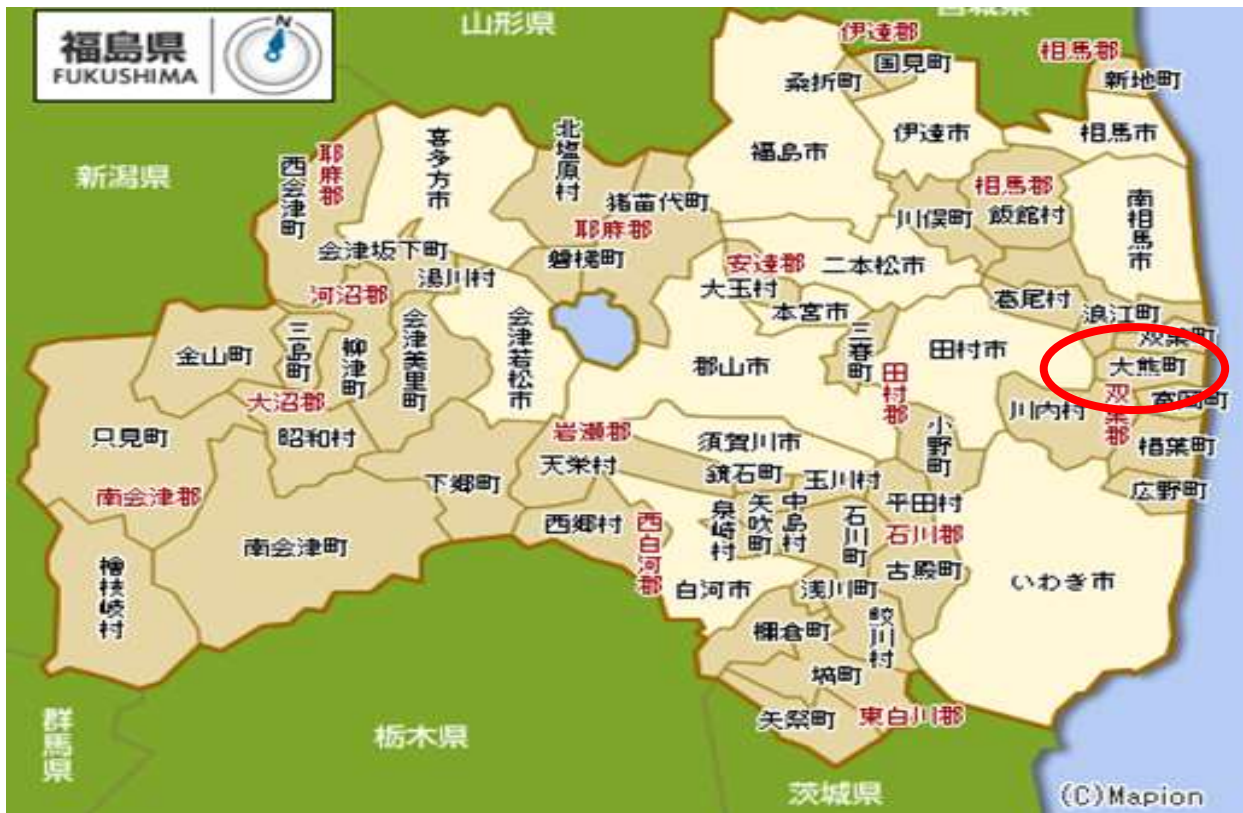 福島県
FUKUSHIMA
N
山形県
伊達郡
国見町
桑折町
相馬郡
新地町
伊達市
相馬市
福島市
新潟県
西会津町
耶麻郡
喜多方市
北塩原村
猪苗代町
耶麻郡
磐梯町
会津坂下町
湯川村
河沼郡
川俣町
相馬郡
飯館村
南相馬市
安達郡
大玉村
二本松市
本宮市
葛尾村
浪江町
双葉町
大熊町
双葉郡
富岡町
金山町
三島町
柳津町
会津美里町
会津若松市
郡山市
三春町
田村郡
田村市
川内村
楢葉町
広野町
大沼郡
只見町
昭和村
岩瀬郡
天栄村
須賀川市
鏡石町
玉川村
小野町
平田村
南会津郡
下郷町
西郷村
西白河郡
泉崎村
矢吹町
中島村
石川町
石川郡
古殿町
南会津町
檜枝岐村
白河市
浅川町
いわき市
棚倉町
鮫川村
塙町
矢祭町
東白川郡
群馬県
栃木県
茨城県
(C)Mapion